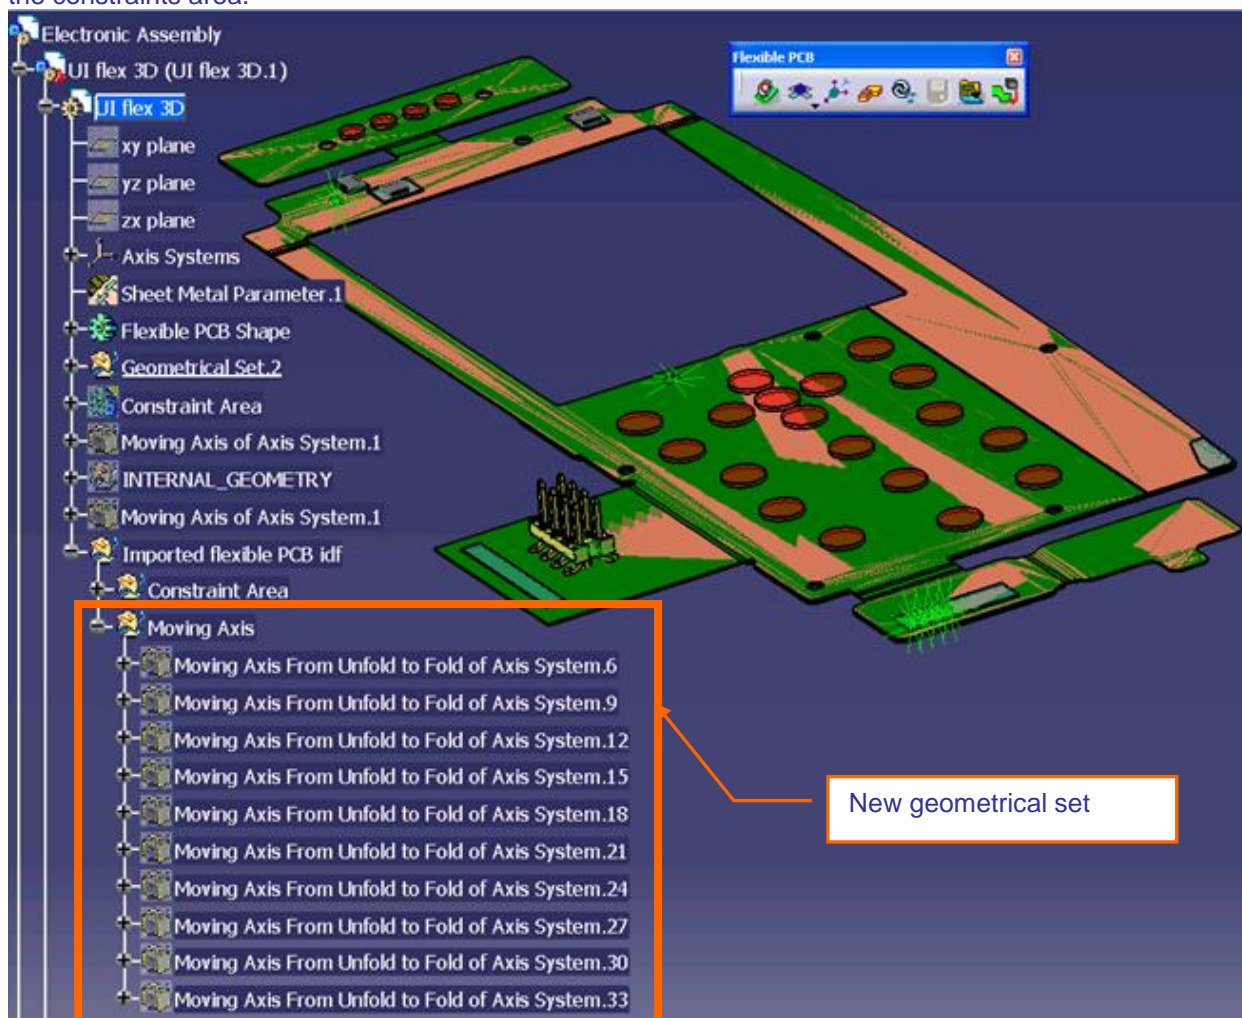 the constraints area.
Electronic Assembly
UI flex 3D (UI flex 3D.1)
UI flex 3D
xy plane
yz plane
zx plane
Axis Systems
Sheet Metal Parameter.1
Flexible PCB Shape
Geometrical Set.2
Constraint Area
Moving Axis of Axis System.1
INTERNAL_GEOMETRY
Moving Axis of Axis System.1
Imported flexible PCB idf
Constraint Area
Moving Axis
Moving Axis From Unfold to Fold of Axis System.6
Moving Axis From Unfold to Fold of Axis System.9
Moving Axis From Unfold to Fold of Axis System.12
Moving Axis From Unfold to Fold of Axis System.15
Moving Axis From Unfold to Fold of Axis System.18
Moving Axis From Unfold to Fold of Axis System.21
Moving Axis From Unfold to Fold of Axis System.24
Moving Axis From Unfold to Fold of Axis System.27
Moving Axis From Unfold to Fold of Axis System.30
Moving Axis From Unfold to Fold of Axis System.33
Flexible PCB
New geometrical set